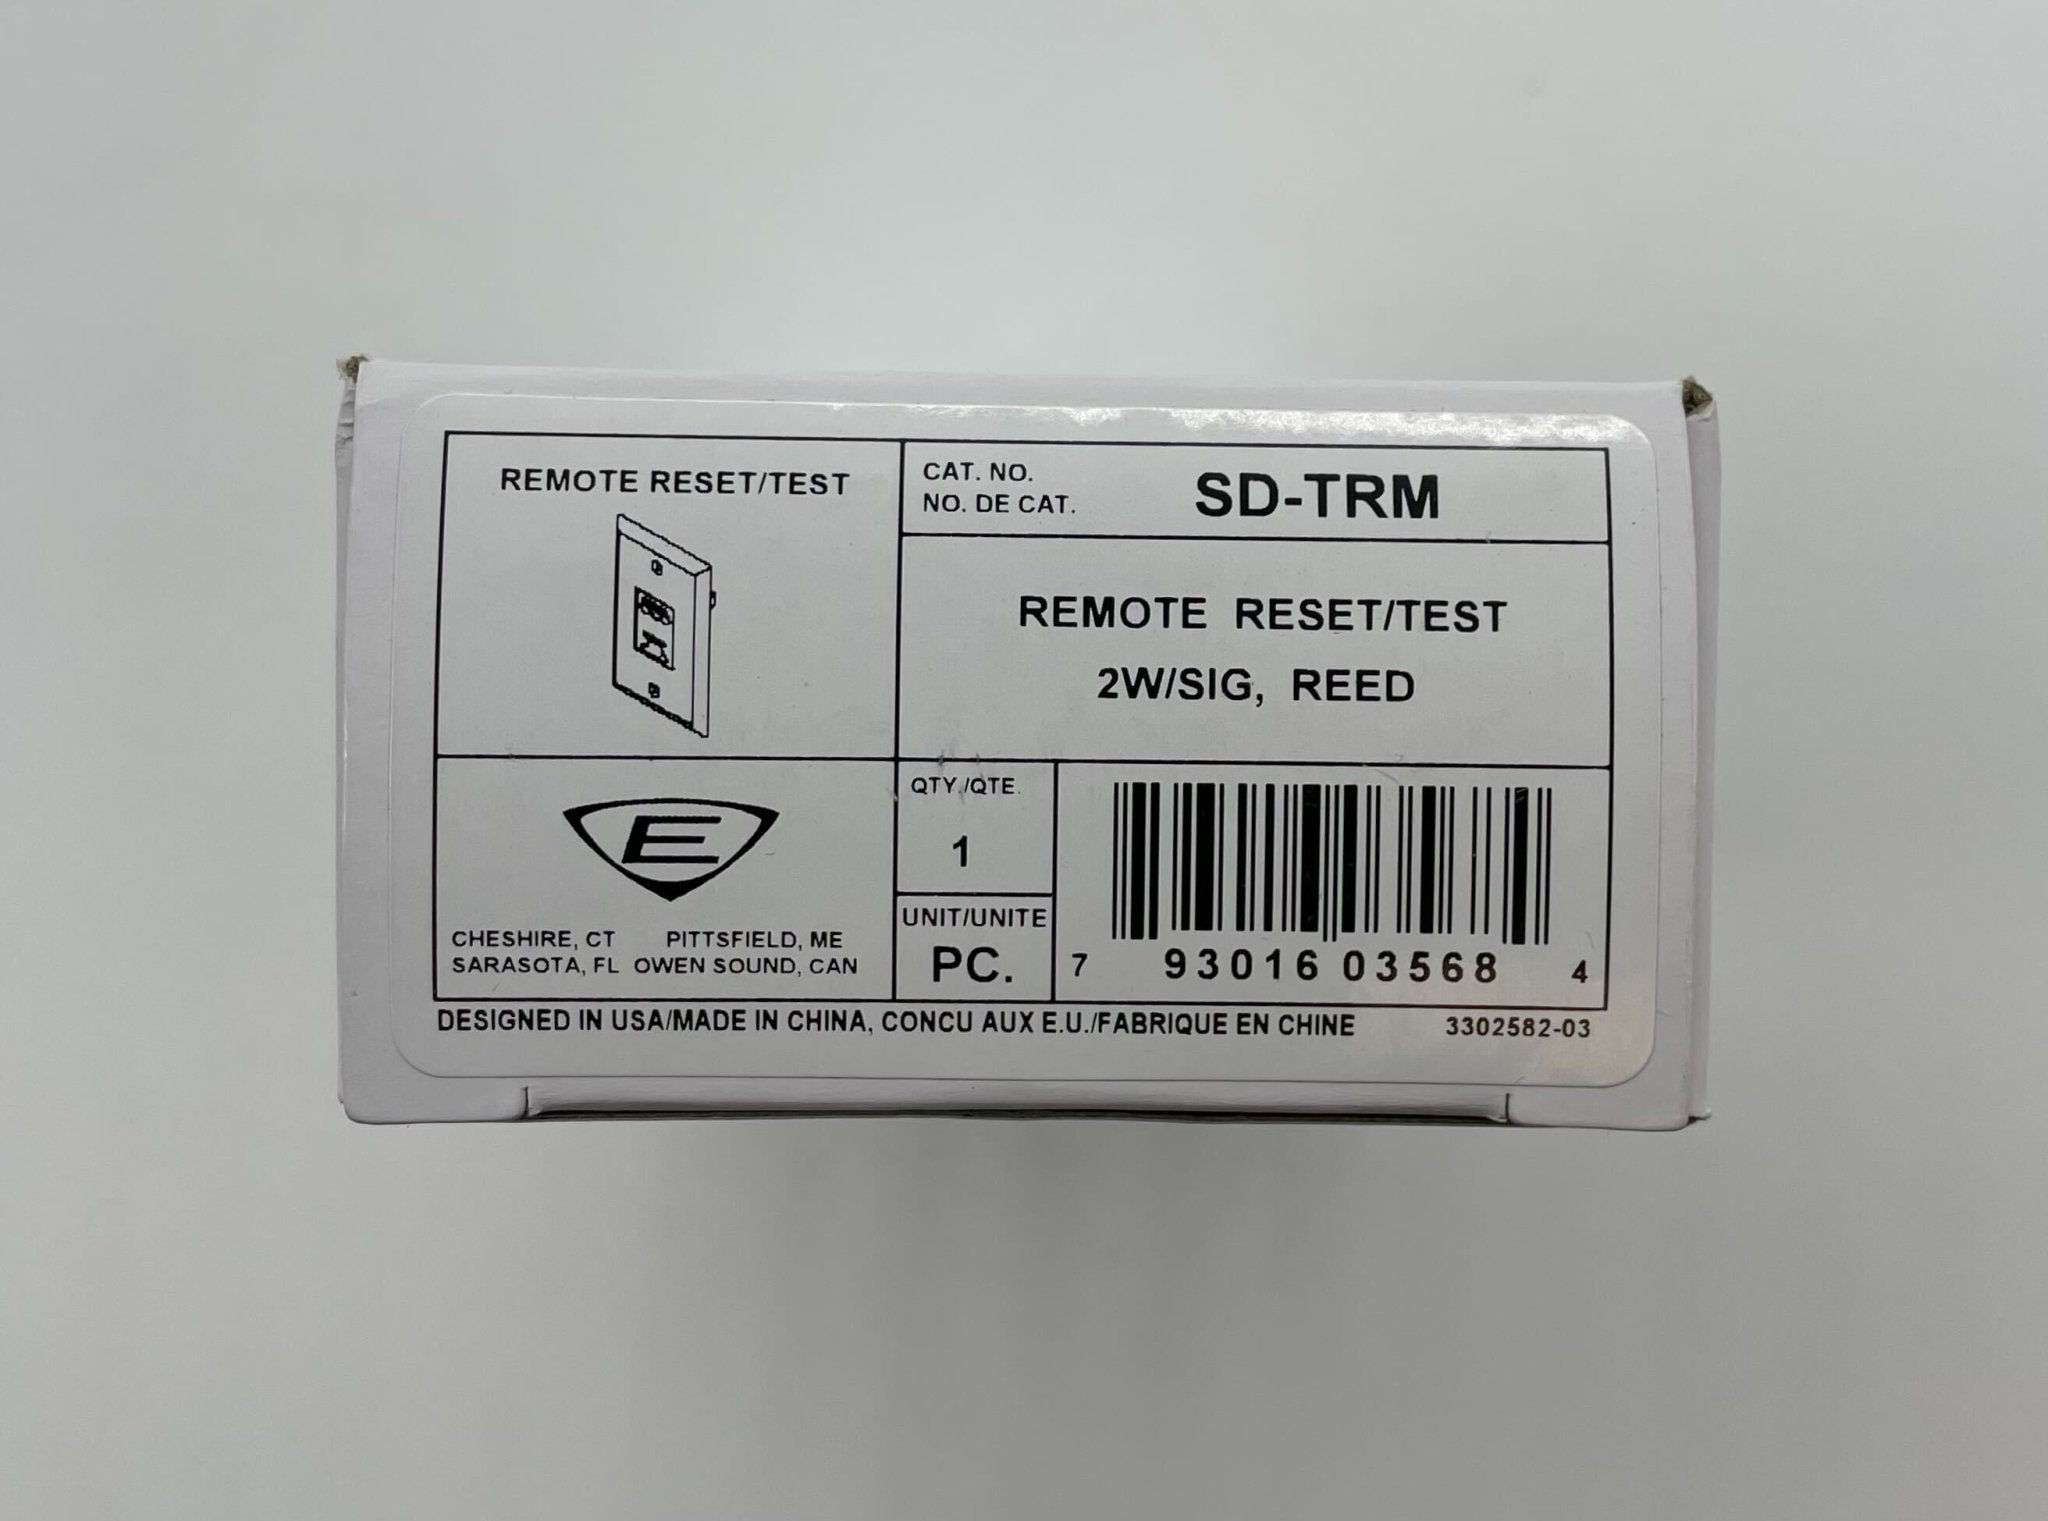 REMOTE RESET/TEST
CAT. NO.
NO. DE CAT.
SD-TRM
REMOTE RESET/TEST
2W/SIG, REED
E
CHESHIRE, CT PITTSFIELD, ME
SARASOTA, FL OWEN SOUND, CAN
QTY./QTE.
1
UNIT/UNITE
PC.
7 93016 03568 4
DESIGNED IN USA/MADE IN CHINA, CONCU AUX E.U./FABRIQUE EN CHINE
3302582-03